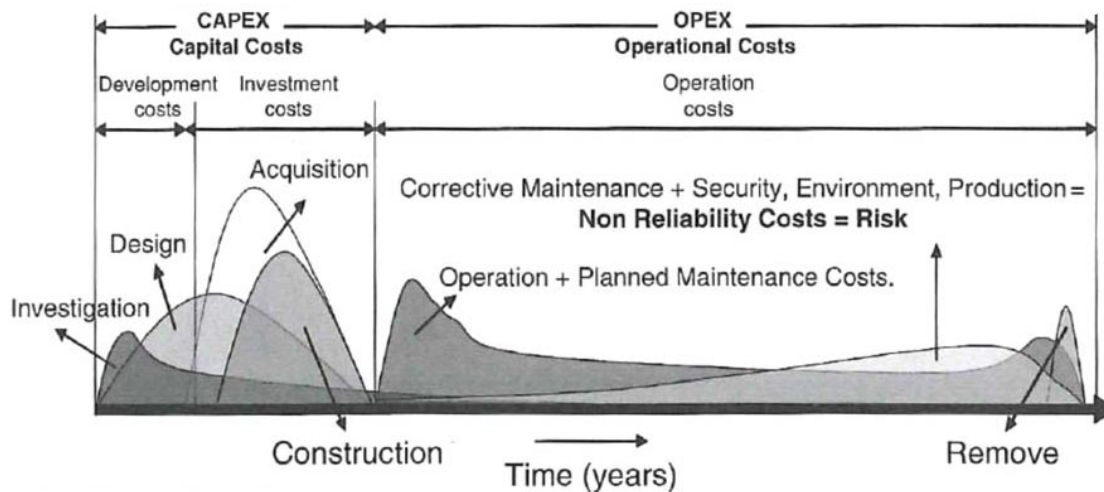 CAPEX
Capital Costs
OPEX
Operational Costs
Development
costs
Investment
costs
Operation
costs
Acquisition
Corrective Maintenance + Security, Environment, Production =
Non Reliability Costs = Risk
Design
Operation + Planned Maintenance Costs.
Investigation
Construction
Time (years)
Remove